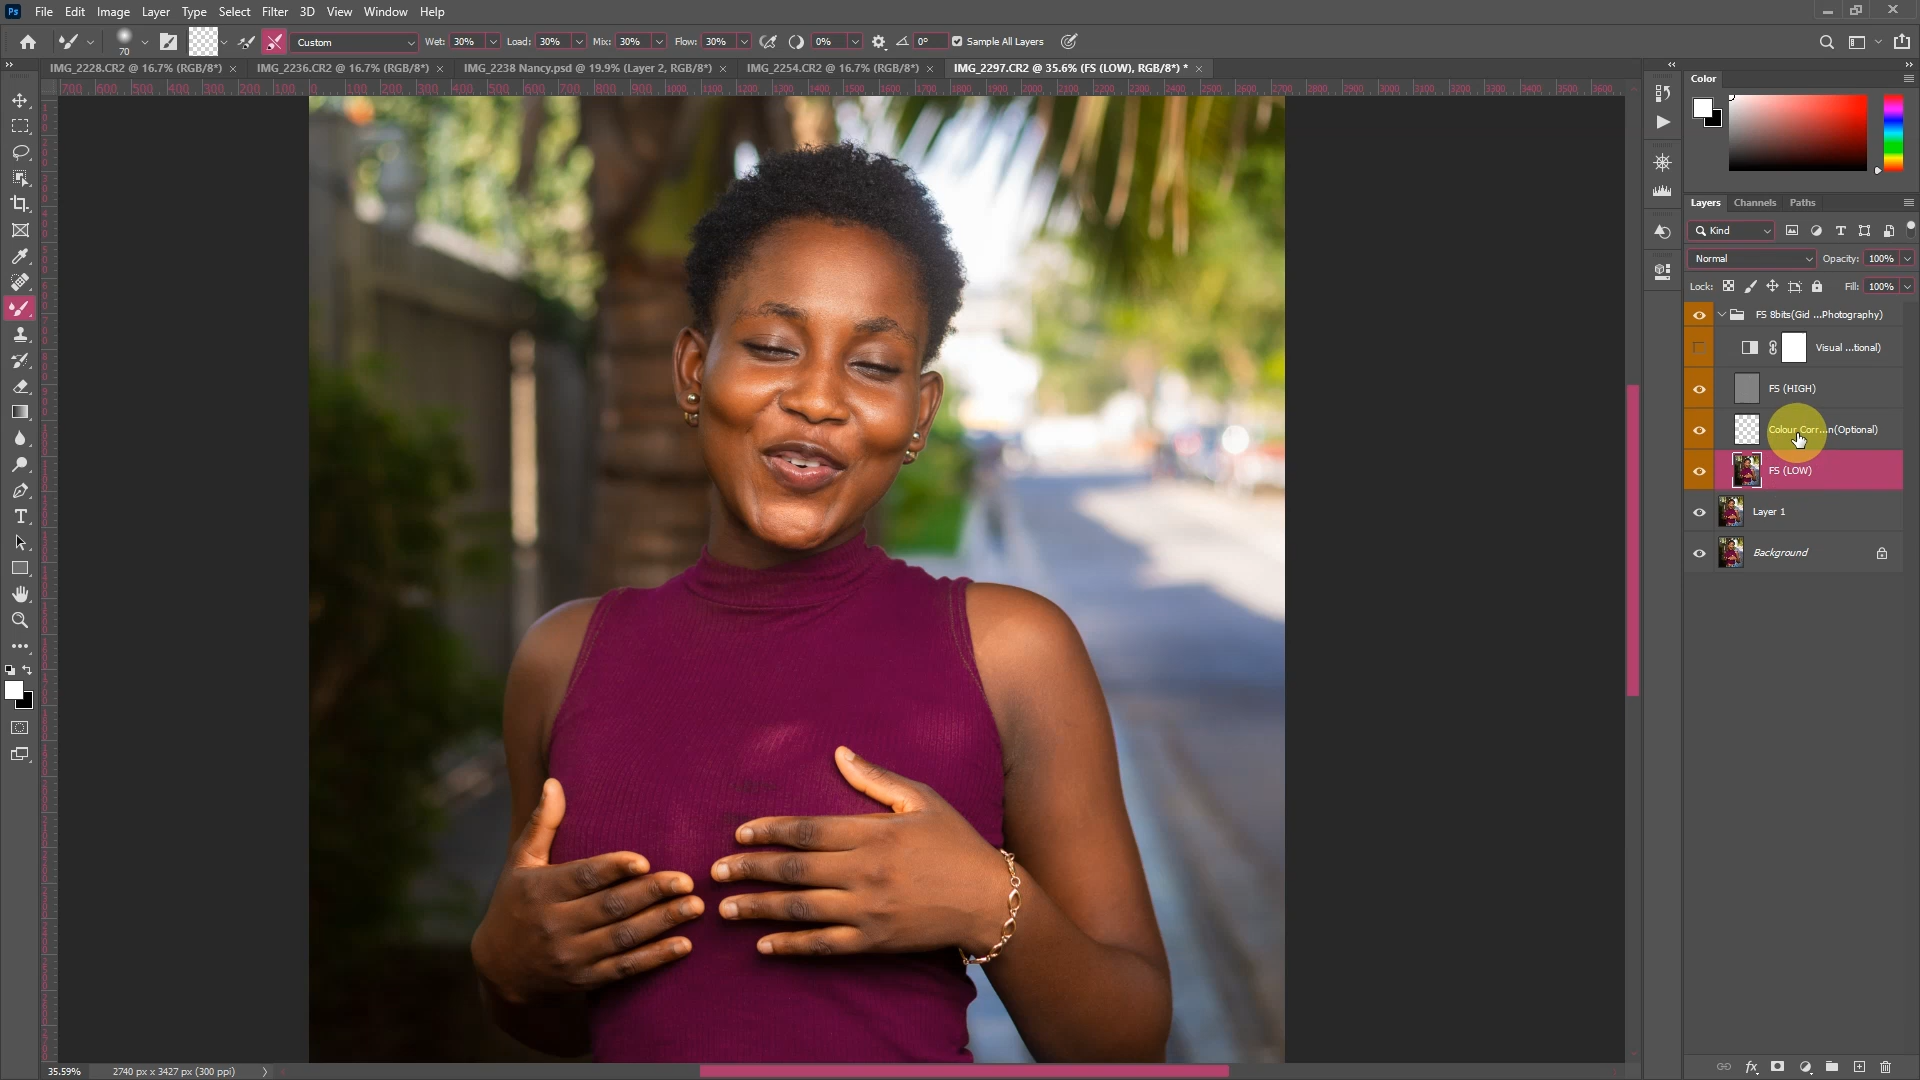 Ps File Edit Image Layer Type Select Filter 3D View Window Help
70 Custom Wet: 30% Load: 30% Mix: 30% Flow: 30% 0% 0° Sample All Layers
IMG_2228.CR2 @ 16.7% (RGB/8*) × IMG_2236.CR2 @ 16.7% (RGB/8*) × IMG_2238 Nancy.psd @ 19.9% (Layer 2, RGB/8*) × IMG_2254.CR2 @ 16.7% (RGB/8*) × IMG_2297.CR2 @ 35.6% (FS (LOW), RGB/8*) * ×
Color
Layers Channels Paths
Kind
Normal Opacity: 100%
Lock: Fill: 100%
FS 8bits(Gid ...Photography)
Visual ...tional)
FS (HIGH)
Colour Corr...n(Optional)
FS (LOW)
Layer 1
Background
35.59% 2740 px x 3427 px (300 ppi)